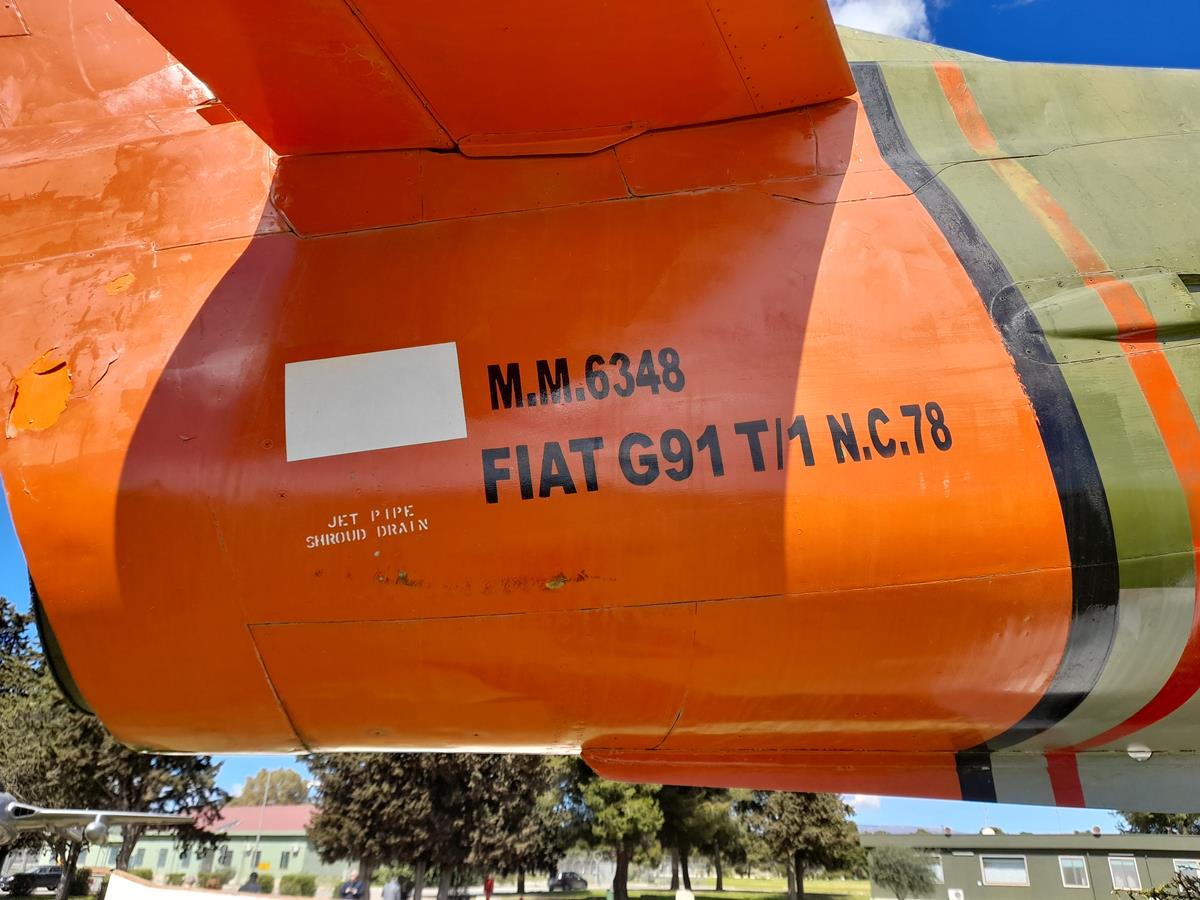 M.M.6348
FIAT G91 T/1 N.C.78
JET PIPE
SHROUD DRAIN